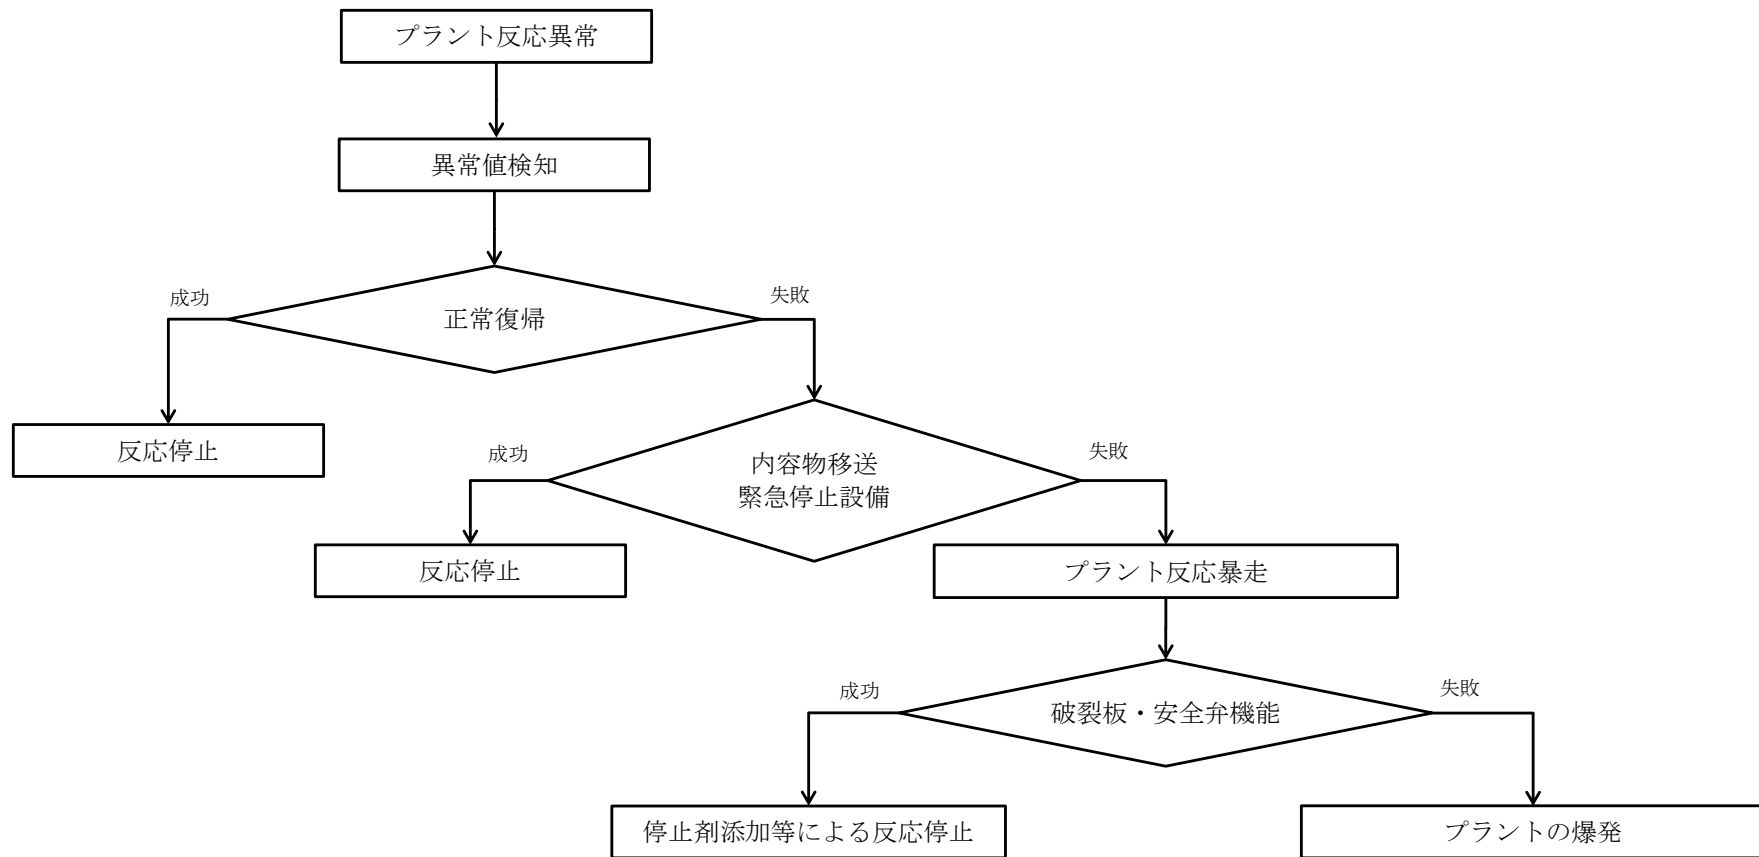 プラント反応異常
異常値検知
成功
失敗
正常復帰
反応停止
成功
失敗
内容物移送
緊急停止設備
反応停止
プラント反応暴走
成功
失敗
破裂板・安全弁機能
停止剤添加等による反応停止
プラントの爆発